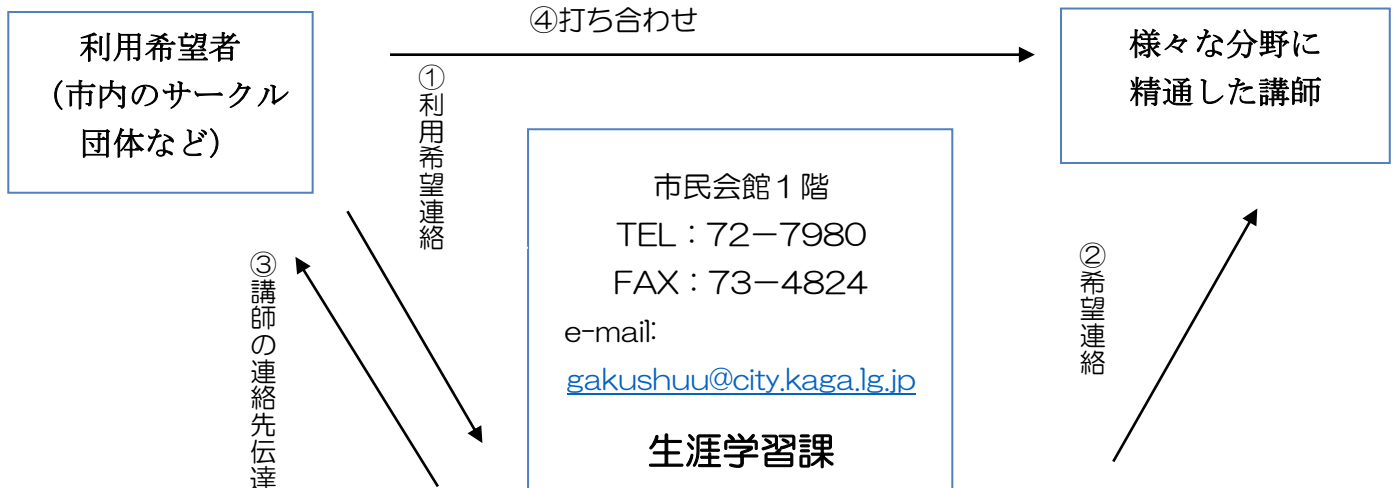 ④打ち合わせ
利用希望者
（市内のサークル
団体など）
様々な分野に
精通した講師
①利用希望連絡
市民会館１階
TEL：72－7980
FAX：73－4824
e-mail:
gakushuu@city.kaga.lg.jp
生涯学習課
②希望連絡
③講師の連絡先伝達